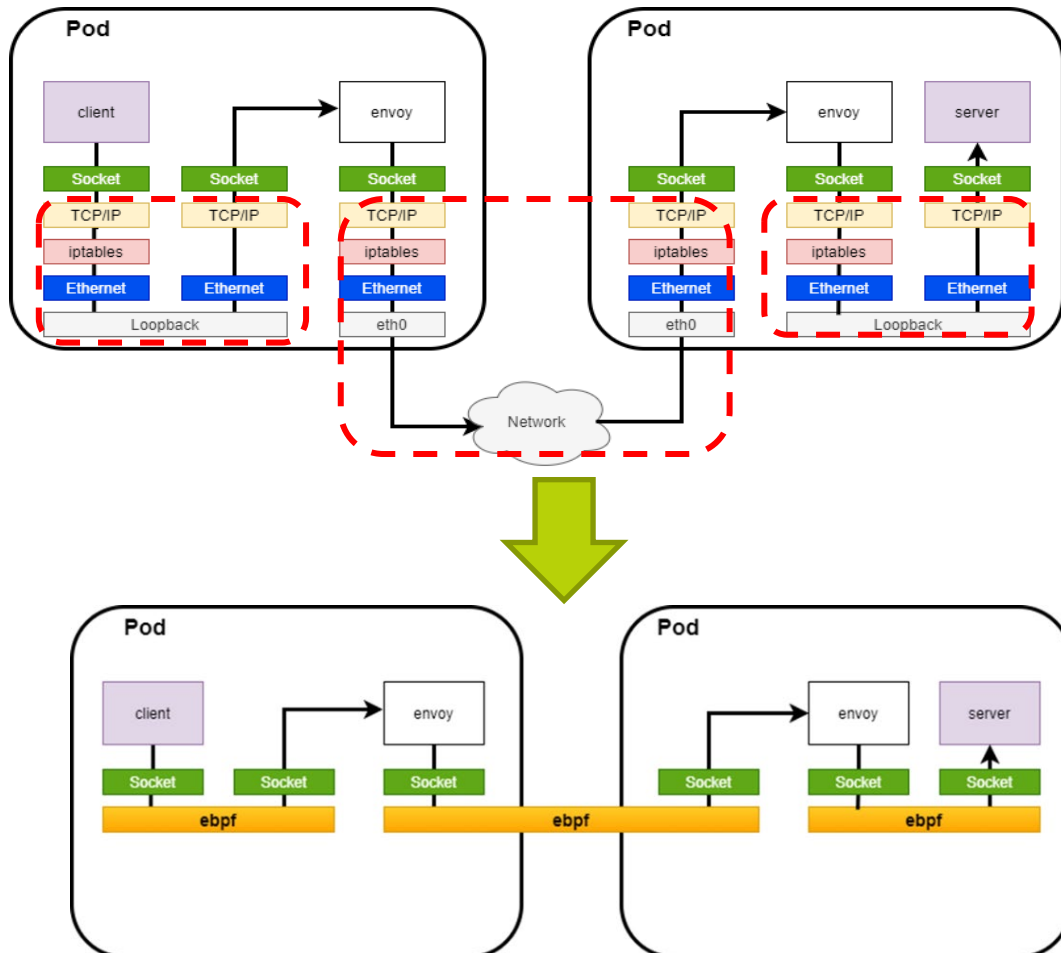 Pod
Pod
client
envoy
envoy
server
Socket
Socket
Socket
Socket
Socket
Socket
TCP/IP
TCP/IP
TCP/IP
TCP/IP
TCP/IP
TCP/IP
iptables
iptables
iptables
iptables
Ethernet
Ethernet
Ethernet
Ethernet
Ethernet
Ethernet
Loopback
eth0
eth0
Loopback
Network
Pod
Pod
client
envoy
envoy
server
Socket
Socket
Socket
Socket
Socket
Socket
ebpf
ebpf
ebpf